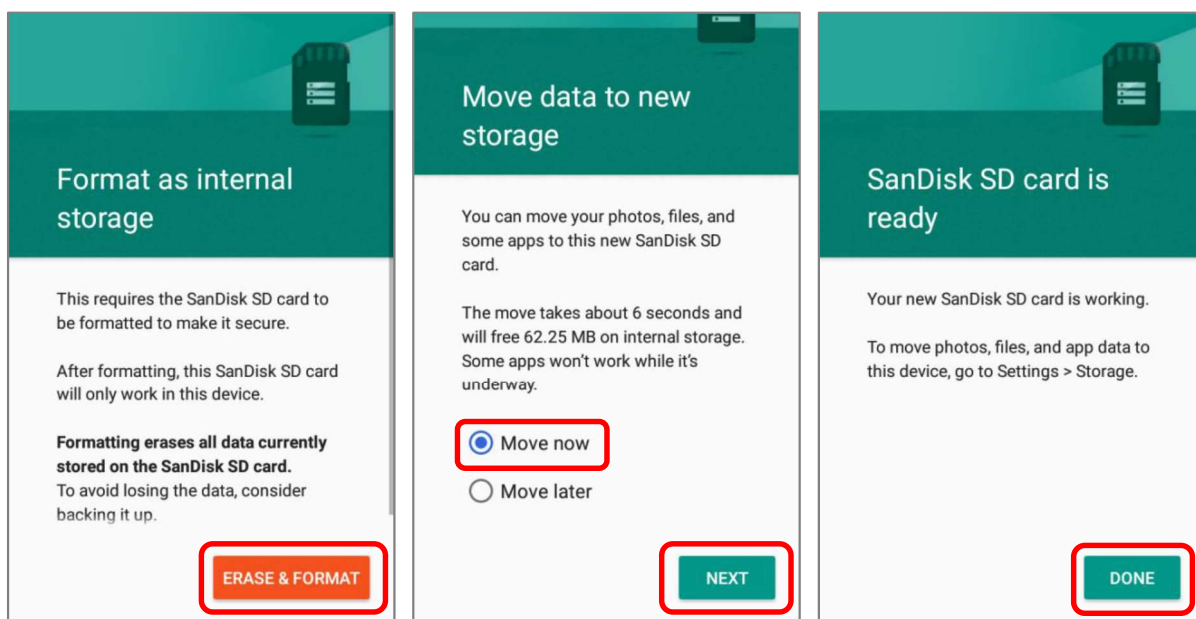 Format as internal
storage
This requires the SanDisk SD card to
be formatted to make it secure.
After formatting, this SanDisk SD card
will only work in this device.
Formatting erases all data currently
stored on the SanDisk SD card.
To avoid losing the data, consider
backing it up.
ERASE & FORMAT
Move data to new
storage
You can move your photos, files, and
some apps to this new SanDisk SD
card.
The move takes about 6 seconds and
will free 62.25 MB on internal storage.
Some apps won't work while it's
underway.
Move now
Move later
NEXT
SanDisk SD card is
ready
Your new SanDisk SD card is working.
To move photos, files, and app data to
this device, go to Settings > Storage.
DONE